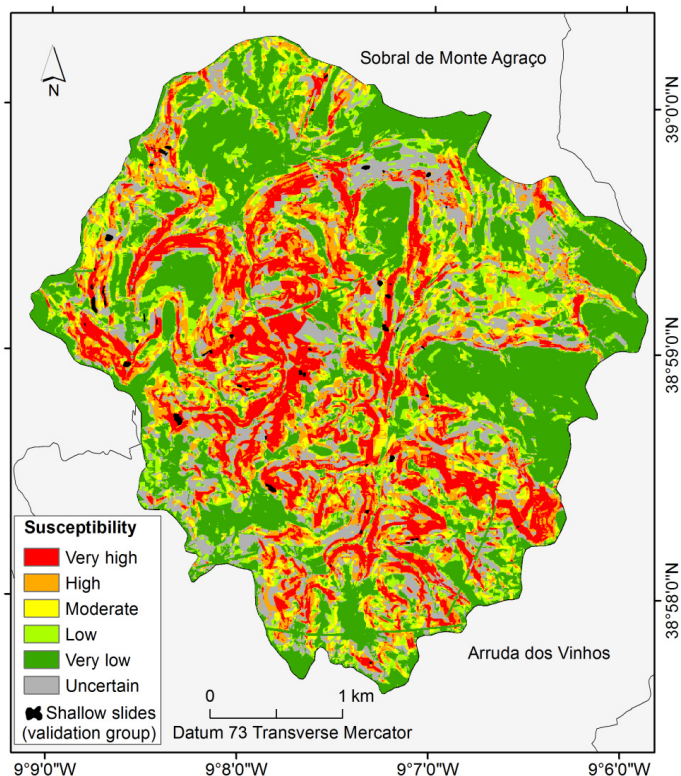 Sobral de Monte Agraço
N
39°0'0"N
38°59'0"N
38°58'0"N
Susceptibility
Very high
High
Moderate
Low
Very low
Uncertain
Shallow slides
(validation group)
0 1 km
Datum 73 Transverse Mercator
Arruda dos Vinhos
9°9'0"W 9°80'0"W 9°7'0"W 9°6'0"W